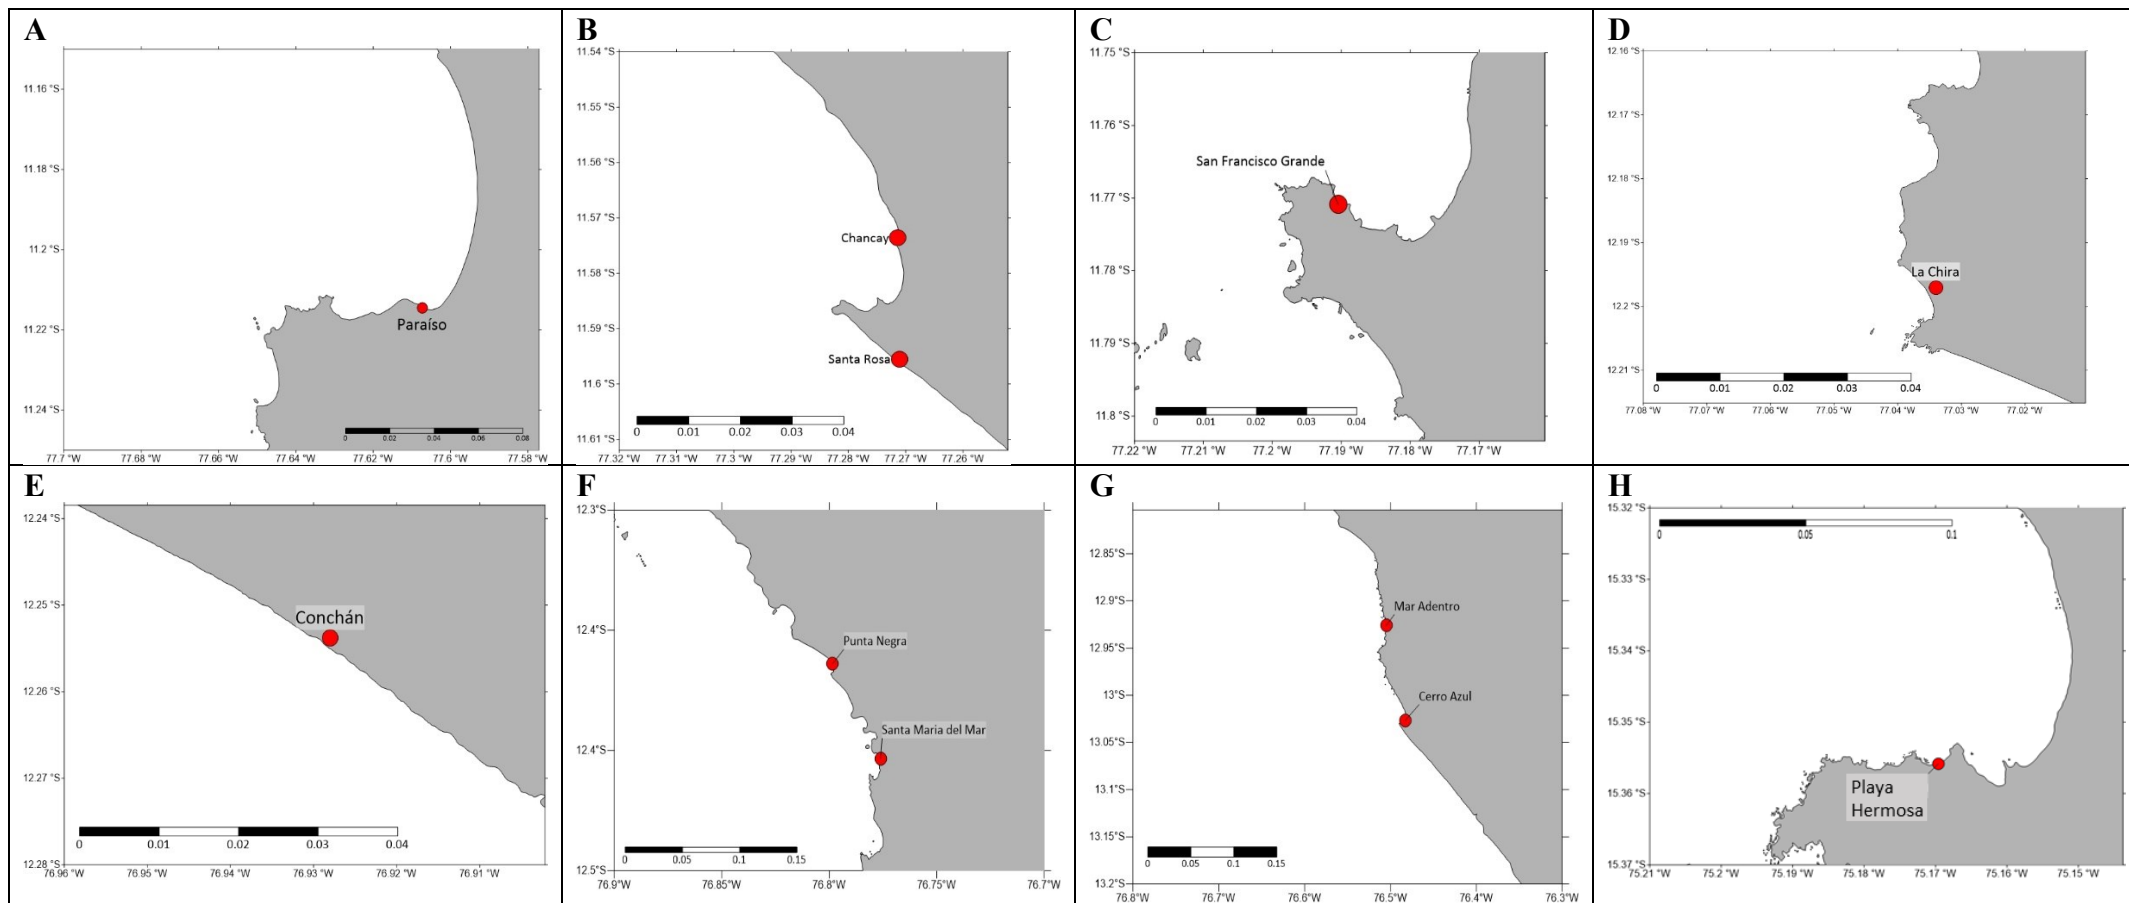 A
11.16 °S
11.18 °S
11.2 °S
11.22 °S
11.24 °S
Paraíso
0 0.02 0.04 0.06 0.08
77.7 °W 77.68 °W 77.66 °W 77.64 °W 77.62 °W 77.6 °W 77.58 °W
B
11.54 °S
11.55 °S
11.56 °S
11.57 °S
11.58 °S
11.59 °S
11.6 °S
11.61 °S
Chancay
Santa Rosa
0 0.01 0.02 0.03 0.04
77.32 °W 77.31 °W 77.3 °W 77.29 °W 77.28 °W 77.27 °W 77.26 °W
C
11.75 °S
11.76 °S
11.77 °S
11.78 °S
11.79 °S
11.8 °S
San Francisco Grande
0 0.01 0.02 0.03 0.04
77.22 °W 77.21 °W 77.2 °W 77.19 °W 77.18 °W 77.17 °W
D
12.16 °S
12.17 °S
12.18 °S
12.19 °S
12.2 °S
12.21 °S
La Chira
0 0.01 0.02 0.03 0.04
77.08 °W 77.07 °W 77.06 °W 77.05 °W 77.04 °W 77.03 °W 77.02 °W
E
12.24 °S
12.25 °S
12.26 °S
12.27 °S
12.28 °S
Conchán
0 0.01 0.02 0.03 0.04
76.96 °W 76.95 °W 76.94 °W 76.93 °W 76.92 °W 76.91 °W
F
12.3°S
12.4°S
12.4°S
12.5°S
Punta Negra
Santa Maria del Mar
0 0.05 0.1 0.15
76.9°W 76.85°W 76.8°W 76.75°W 76.7°W
G
12.85°S
12.9°S
12.95°S
13°S
13.05°S
13.1°S
13.15°S
13.2°S
Mar Adentro
Cerro Azul
0 0.05 0.1 0.15
76.8°W 76.7°W 76.6°W 76.5°W 76.4°W 76.3°W
H
15.32 °S
15.33 °S
15.34 °S
15.35 °S
15.36 °S
15.37 °S
0 0.05 0.1
Playa
Hermosa
75.21 °W 75.2 °W 75.19 °W 75.18 °W 75.17 °W 75.16 °W 75.15 °W